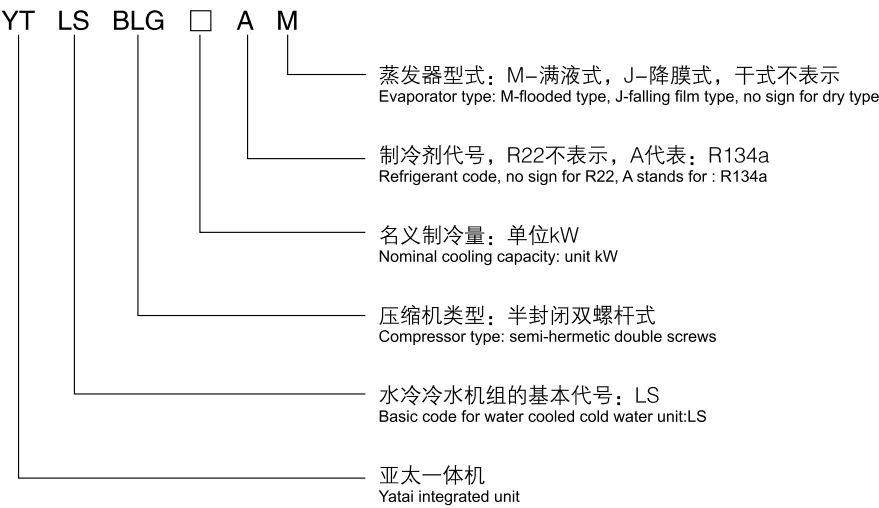 YT LS BLG □ A M
蒸发器型式：M-满液式，J-降膜式，干式不表示
Evaporator type: M-flooded type, J-falling film type, no sign for dry type
制冷剂代号，R22不表示，A代表：R134a
Refrigerant code, no sign for R22, A stands for : R134a
名义制冷量：单位kW
Nominal cooling capacity: unit kW
压缩机类型：半封闭双螺杆式
Compressor type: semi-hermetic double screws
水冷冷水机组的基本代号：LS
Basic code for water cooled cold water unit:LS
亚太一体机
Yatai integrated unit